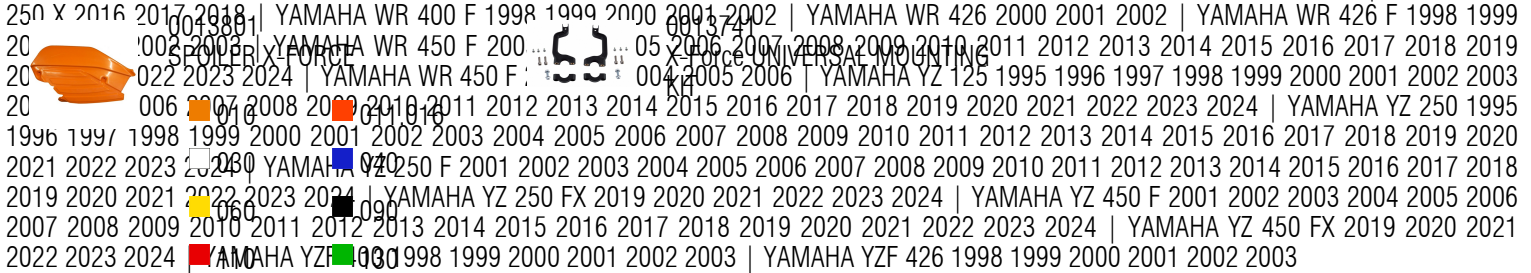 250 X 2016 2017 2018 | YAMAHA WR 400 F 1998 1999 2000 2001 2002 | YAMAHA WR 426 2000 2001 2002 | YAMAHA WR 426 F 1998 1999
0013801
0013741
2002 2003 | YAMAHA WR 450 F 05 2006 2007 2008 2009 2010 2011 2012 2013 2014 2015 2016 2017 2018 2019
SPOILER X-FORCE
X-Force UNIVERSAL MOUNTING
KIT
2022 2023 2024 | YAMAHA WR 450 F 2004 2005 2006 | YAMAHA YZ 125 1995 1996 1997 1998 1999 2000 2001 2002 2003
2006 2007 2008 2009 2010 2011 2012 2013 2014 2015 2016 2017 2018 2019 2020 2021 2022 2023 2024 | YAMAHA YZ 250 1995
010
011.016
1996 1997 1998 1999 2000 2001 2002 2003 2004 2005 2006 2007 2008 2009 2010 2011 2012 2013 2014 2015 2016 2017 2018 2019 2020
2021 2022 2023 2024 | YAMAHA YZ 250 F 2001 2002 2003 2004 2005 2006 2007 2008 2009 2010 2011 2012 2013 2014 2015 2016 2017 2018
030
040
2019 2020 2021 2022 2023 2024 | YAMAHA YZ 250 FX 2019 2020 2021 2022 2023 2024 | YAMAHA YZ 450 F 2001 2002 2003 2004 2005 2006
060
090
2007 2008 2009 2010 2011 2012 2013 2014 2015 2016 2017 2018 2019 2020 2021 2022 2023 2024 | YAMAHA YZ 450 FX 2019 2020 2021
2022 2023 2024 | YAMAHA YZF 400 1998 1999 2000 2001 2002 2003 | YAMAHA YZF 426 1998 1999 2000 2001 2002 2003
110
130